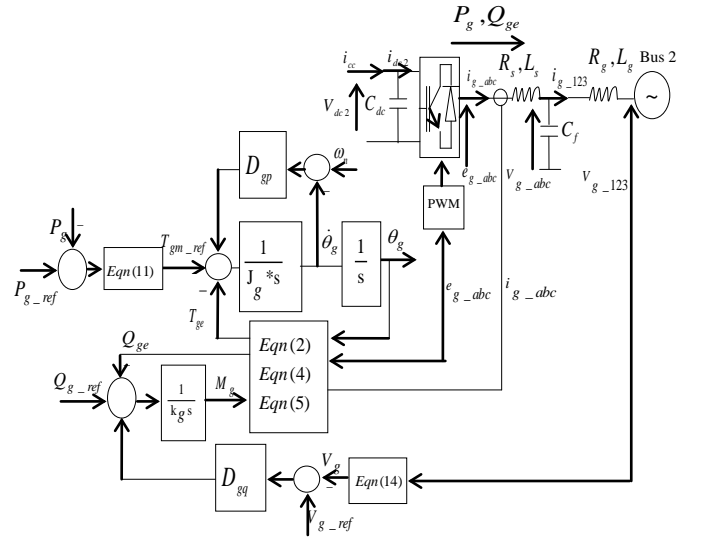 P_g , Q_ge
i_cc
i_dc2
R_s , L_s
R_g , L_g
Bus 2
i_g_abc
i_g_123
V_dc2
C_dc
~
C_f
e_g_abc
V_g_abc
V_g_123
D_gp
ω_n
−
PWM
P_g
−
T_gm_ref
1
J_g *s
θ̇_g
1
s
θ_g
Eqn(11)
P_g_ref
−
T_ge
e_g_abc
i_g_abc
Q_ge
−
Eqn(2)
Eqn(4)
Eqn(5)
Q_g_ref
1
k_g s
M_g
D_gq
V_g
−
Eqn(14)
V_g_ref